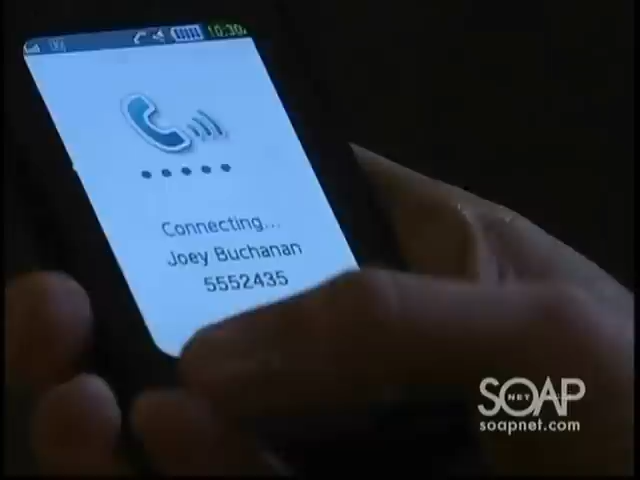 10:30
Connecting...
Joey Buchanan
5552435
SOAP
NET
soapnet.com